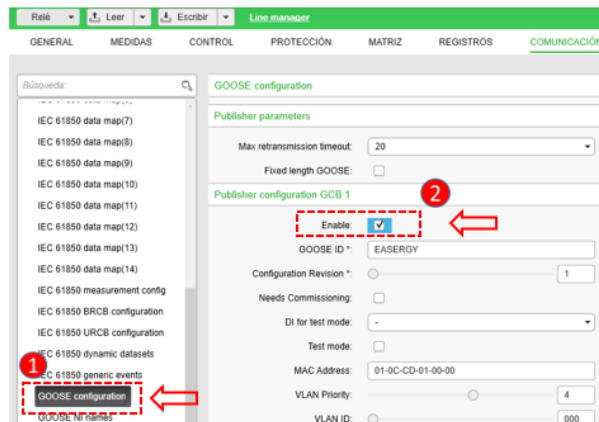 Relé Leer Escribir Line manager
GENERAL MEDIDAS CONTROL PROTECCIÓN MATRIZ REGISTROS COMUNICACIÓN
Búsqueda:
IEC 61850 data map(7)
IEC 61850 data map(8)
IEC 61850 data map(9)
IEC 61850 data map(10)
IEC 61850 data map(11)
IEC 61850 data map(12)
IEC 61850 data map(13)
IEC 61850 data map(14)
IEC 61850 measurement config
IEC 61850 BRCB configuration
IEC 61850 URCB configuration
IEC 61850 dynamic datasets
1
IEC 61850 generic events
GOOSE configuration
GOOSE NI names
GOOSE configuration
Publisher parameters
Max retransmission timeout: 20
Fixed length GOOSE:
Publisher configuration GCB 1
2
Enable:
GOOSE ID *: EASERGY
Configuration Revision *: 1
Needs Commissioning:
DI for test mode: -
Test mode:
MAC Address: 01-0C-CD-01-00-00
VLAN Priority: 4
VLAN ID: 000